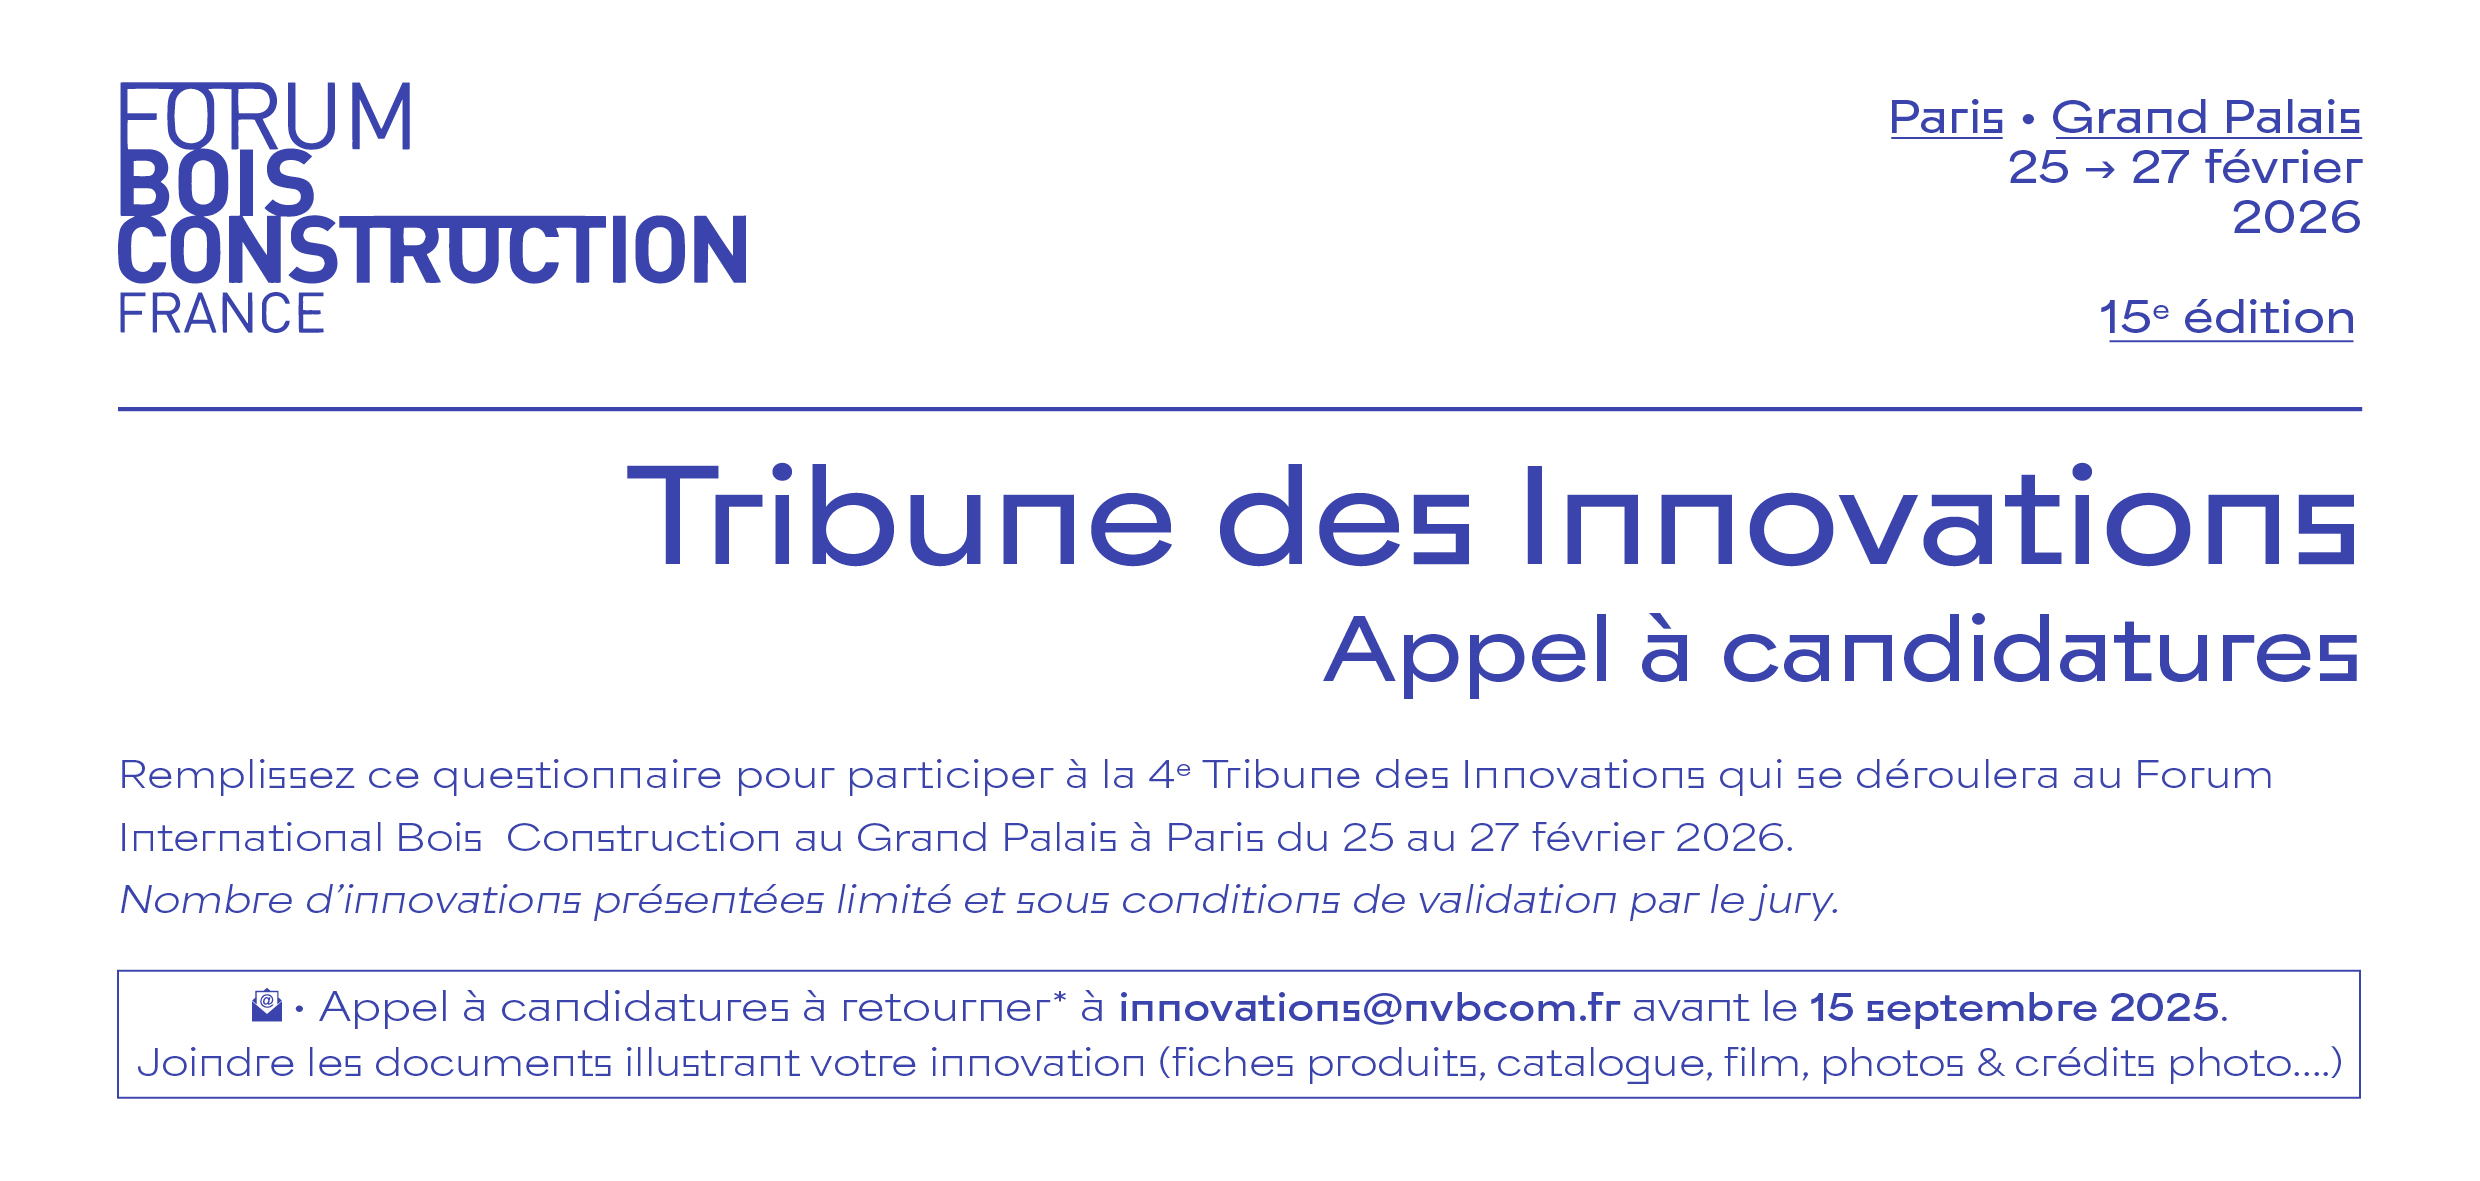 FORUM
BOIS
CONSTRUCTION
FRANCE
Paris • Grand Palais
25 → 27 février
2026
15e édition
Tribune des Innovations
Appel à candidatures
Remplissez ce questionnaire pour participer à la 4e Tribune des Innovations qui se déroulera au Forum
International Bois Construction au Grand Palais à Paris du 25 au 27 février 2026.
Nombre d’innovations présentées limité et sous conditions de validation par le jury.
• Appel à candidatures à retourner* à innovations@nvbcom.fr avant le 15 septembre 2025.
Joindre les documents illustrant votre innovation (fiches produits, catalogue, film, photos & crédits photo....)